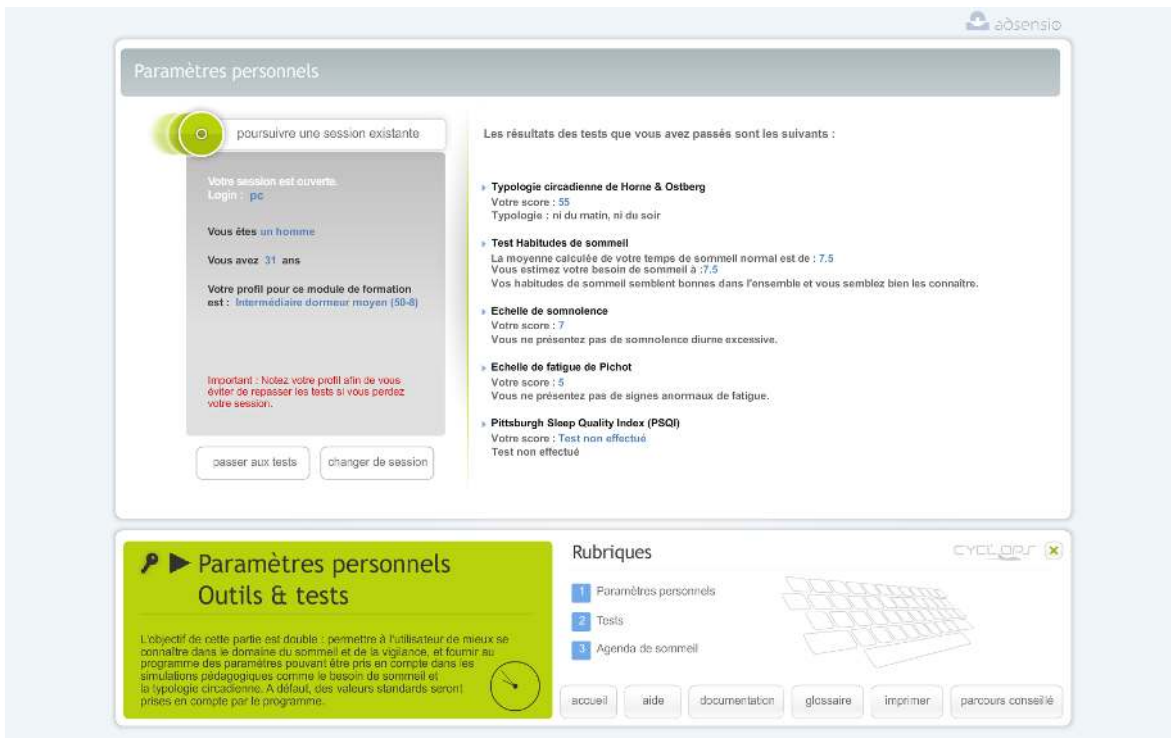 adsensio
Paramètres personnels
poursuivre une session existante
Votre session est ouverte.
Login : pc
Vous êtes un homme
Vous avez 31 ans
Votre profil pour ce module de formation
est : Intermédiaire dormeur moyen (50-8)
Important : Notez votre profil afin de vous
éviter de repasser les tests si vous perdez
votre session.
passer aux tests
changer de session
Les résultats des tests que vous avez passés sont les suivants :
Typologie circadienne de Horne & Ostberg
Votre score : 55
Typologie : ni du matin, ni du soir
Test Habitudes de sommeil
La moyenne calculée de votre temps de sommeil normal est de : 7.5
Vous estimez votre besoin de sommeil à :7.5
Vos habitudes de sommeil semblent bonnes dans l'ensemble et vous semblez bien les connaître.
Echelle de somnolence
Votre score : 7
Vous ne présentez pas de somnolence diurne excessive.
Echelle de fatigue de Pichot
Votre score : 5
Vous ne présentez pas de signes anormaux de fatigue.
Pittsburgh Sleep Quality Index (PSQI)
Votre score : Test non effectué
Test non effectué
Paramètres personnels
Outils & tests
L'objectif de cette partie est double : permettre à l'utilisateur de mieux se
connaître dans le domaine du sommeil et de la vigilance, et fournir au
programme des paramètres pouvant être pris en compte dans les
simulations pédagogiques comme le besoin de sommeil et
la typologie circadienne. A défaut, des valeurs standards seront
prises en compte par le programme.
Rubriques
CYCLOPS
1 Paramètres personnels
2 Tests
3 Agenda de sommeil
accueil
aide
documentation
glossaire
imprimer
parcours conseillé